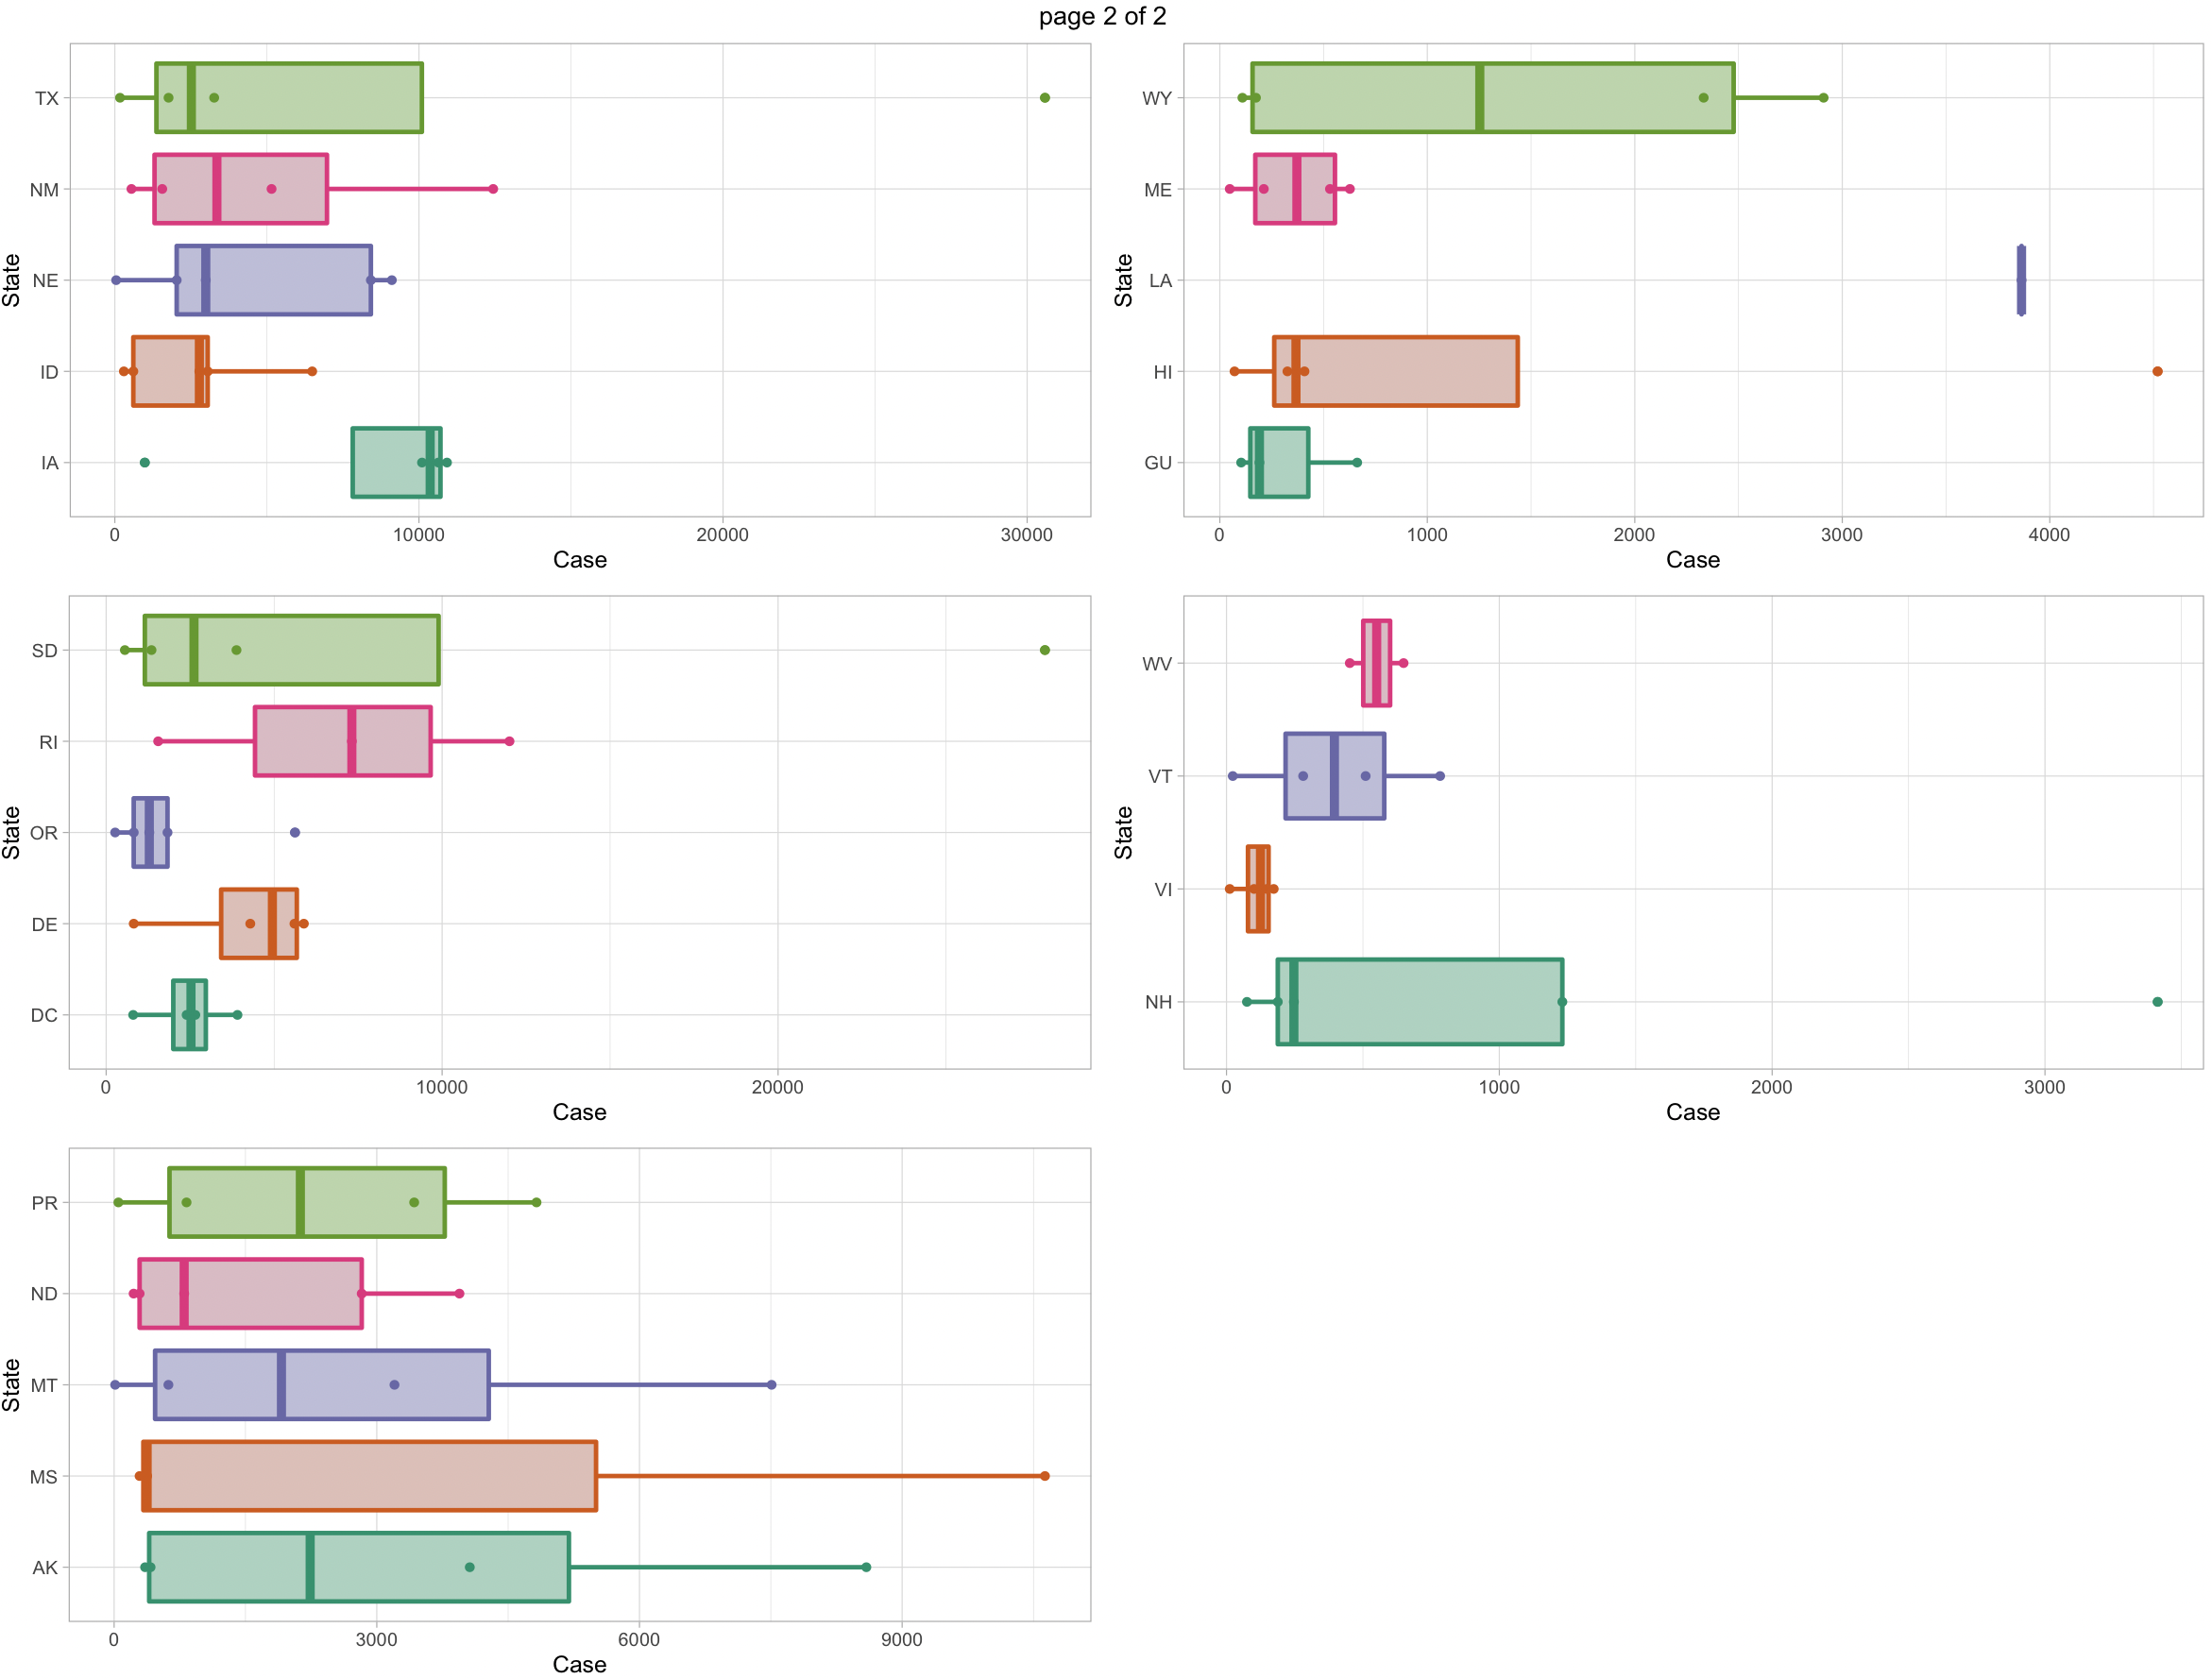 page 2 of 2
State
TX
NM
NE
ID
IA
0 10000 20000 30000
Case
State
WY
ME
LA
HI
GU
0 1000 2000 3000 4000
Case
State
SD
RI
OR
DE
DC
0 10000 20000
Case
State
WV
VT
VI
NH
0 1000 2000 3000
Case
State
PR
ND
MT
MS
AK
0 3000 6000 9000
Case